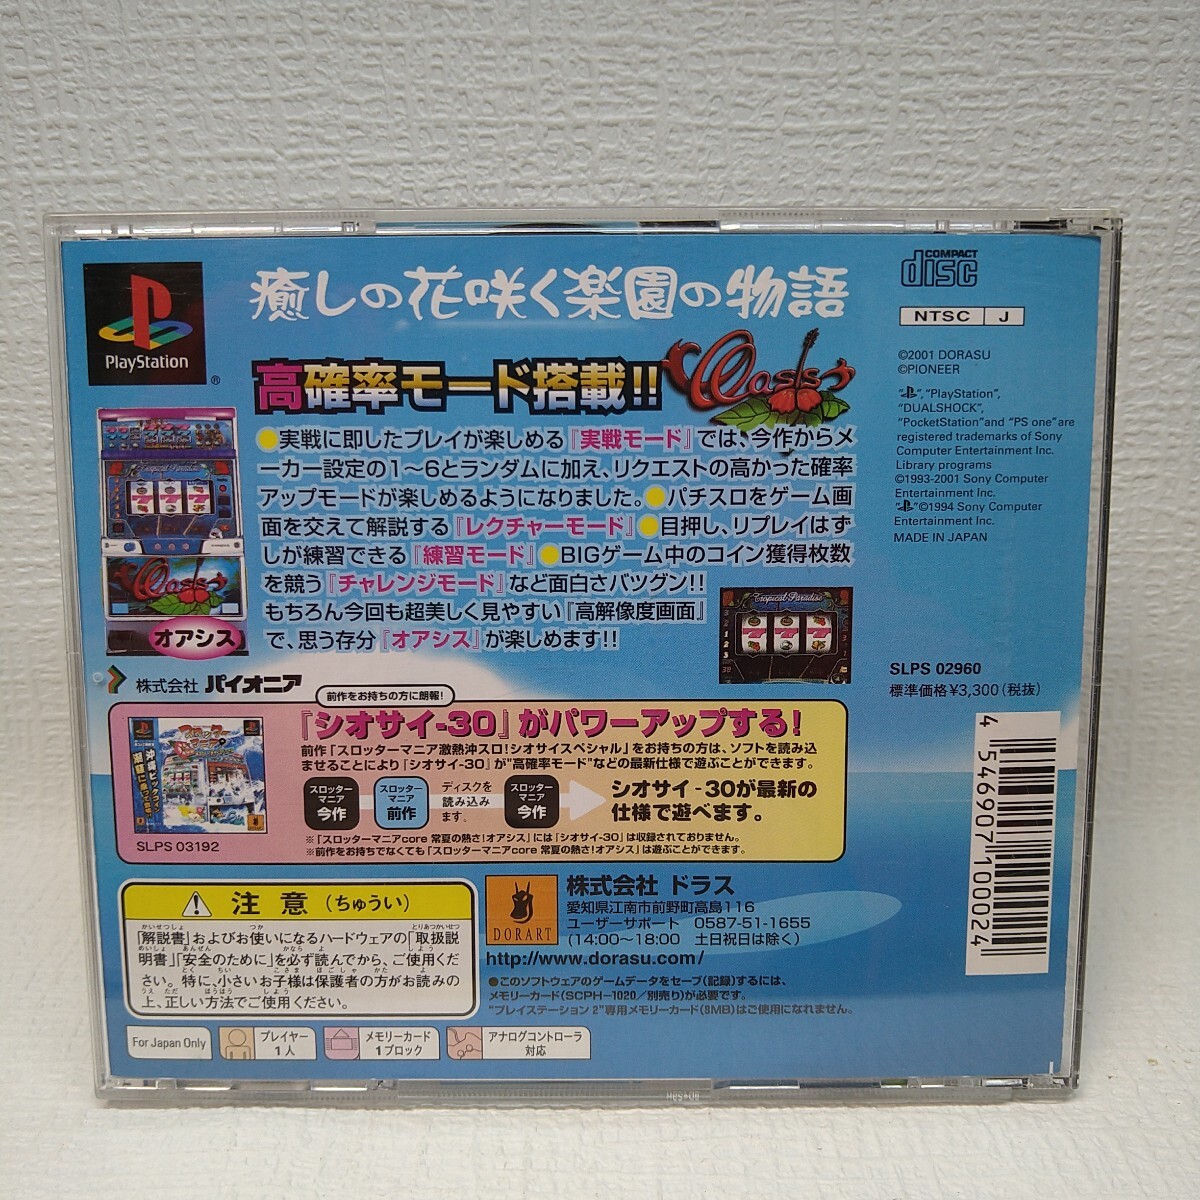 癒しの花咲く楽園の物語
COMPACT
disc
NTSC J
PlayStation
®
高確率モード搭載!!
Oasis
●実戦に即したプレイが楽しめる『実戦モード』では、今作からメ
ーカー設定の1〜6とランダムに加え、リクエストの高かった確率
アップモードが楽しめるようになりました。●パチスロをゲーム画
面を交えて解説する『レクチャーモード』●目押し、リプレイはず
しが練習できる『練習モード』●BIGゲーム中のコイン獲得枚数
を競う『チャレンジモード』など面白さバツグン!!
もちろん今回も超美しく見やすい『高解像度画面』
で、思う存分『オアシス』が楽しめます!!
Tropical Paradise
Oasis
オアシス
Tropical Paradise
©2001 DORASU
©PIONEER
"", "PlayStation",
"DUALSHOCK",
"PocketStation"and "PS one"are
registered trademarks of Sony
Computer Entertainment Inc.
Library programs
©1993-2001 Sony Computer
Entertainment Inc.
""©1994 Sony Computer
Entertainment Inc.
MADE IN JAPAN
SLPS 02960
標準価格¥3,300(税抜)
4 546907 100024
株式会社 パイオニア
前作をお持ちの方に朗報!
『シオサイ-30』がパワーアップする!
前作「スロッターマニア激熱沖スロ!シオサイスペシャル」をお持ちの方は、ソフトを読み込
ませることにより『シオサイ-30』が"高確率モード"などの最新仕様で遊ぶことができます。
スロッターマニア今作
スロッターマニア前作
ディスクを読み込みます。
スロッターマニア今作
シオサイ-30が最新の
仕様で遊べます。
※「スロッターマニアcore 常夏の熱さ!オアシス」には「シオサイ-30」は収録されておりません。
※前作をお持ちでなくても「スロッターマニアcore 常夏の熱さ!オアシス」は遊ぶことができます。
SLPS 03192
注意(ちゅうい)
「解説書」およびお使いになるハードウェアの「取扱説
明書」「安全のために」を必ず読んでから、ご使用くだ
さい。特に、小さいお子様は保護者の方がお読みの
上、正しい方法でご使用ください。
DORART
株式会社 ドラス
愛知県江南市前野町高島116
ユーザーサポート 0587-51-1655
(14:00〜18:00 土日祝日は除く)
http://www.dorasu.com/
●このソフトウェアのゲームデータをセーブ(記録)するには、
メモリーカード(SCPH-1020/別売り)が必要です。
"プレイステーション 2"専用メモリーカード(8MB)はご使用になれません。
For Japan Only
プレイヤー
1人
メモリーカード
1ブロック
アナログコントローラ
対応